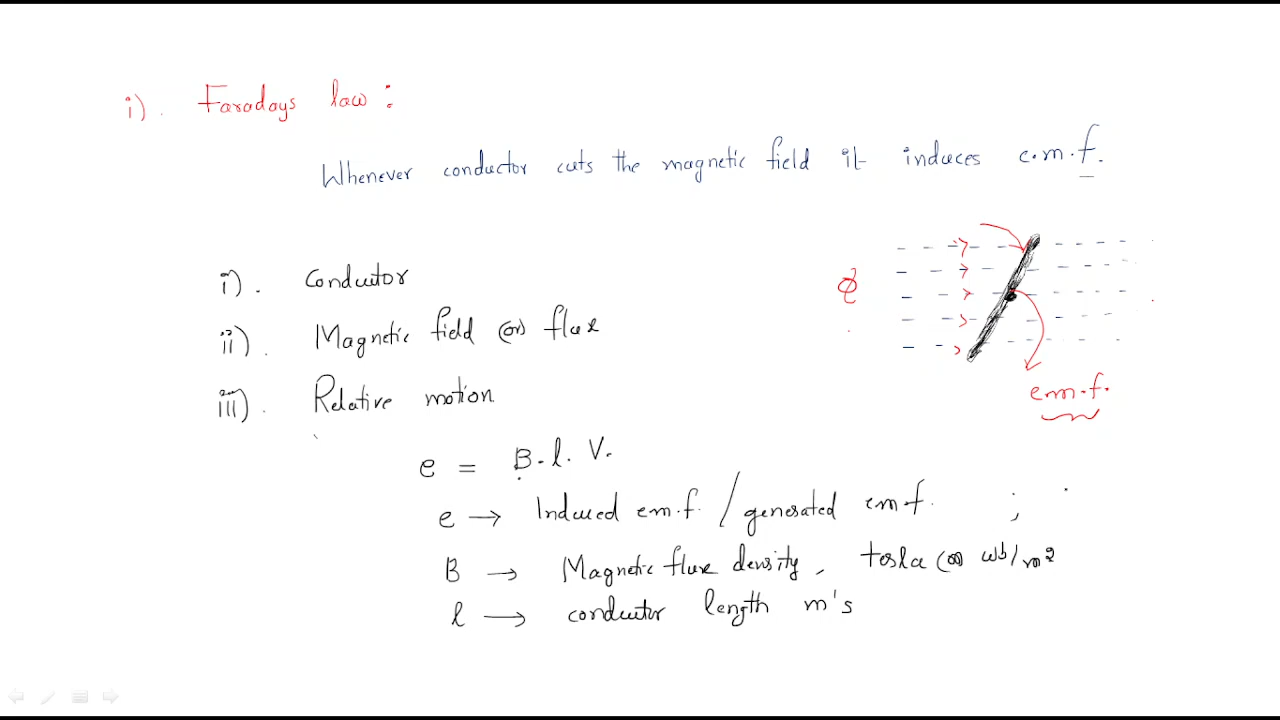 i). Faradays law:
Whenever conductor cuts the magnetic field it induces e.m.f.
i). Conductor
ii). Magnetic field (or) flux
iii). Relative motion
ϕ
e.m.f.
e = B.l.V.
e → Induced e.m.f. / generated e.m.f. ;
B → Magnetic flux density, tesla (or) wb/m²
l → conductor length m's